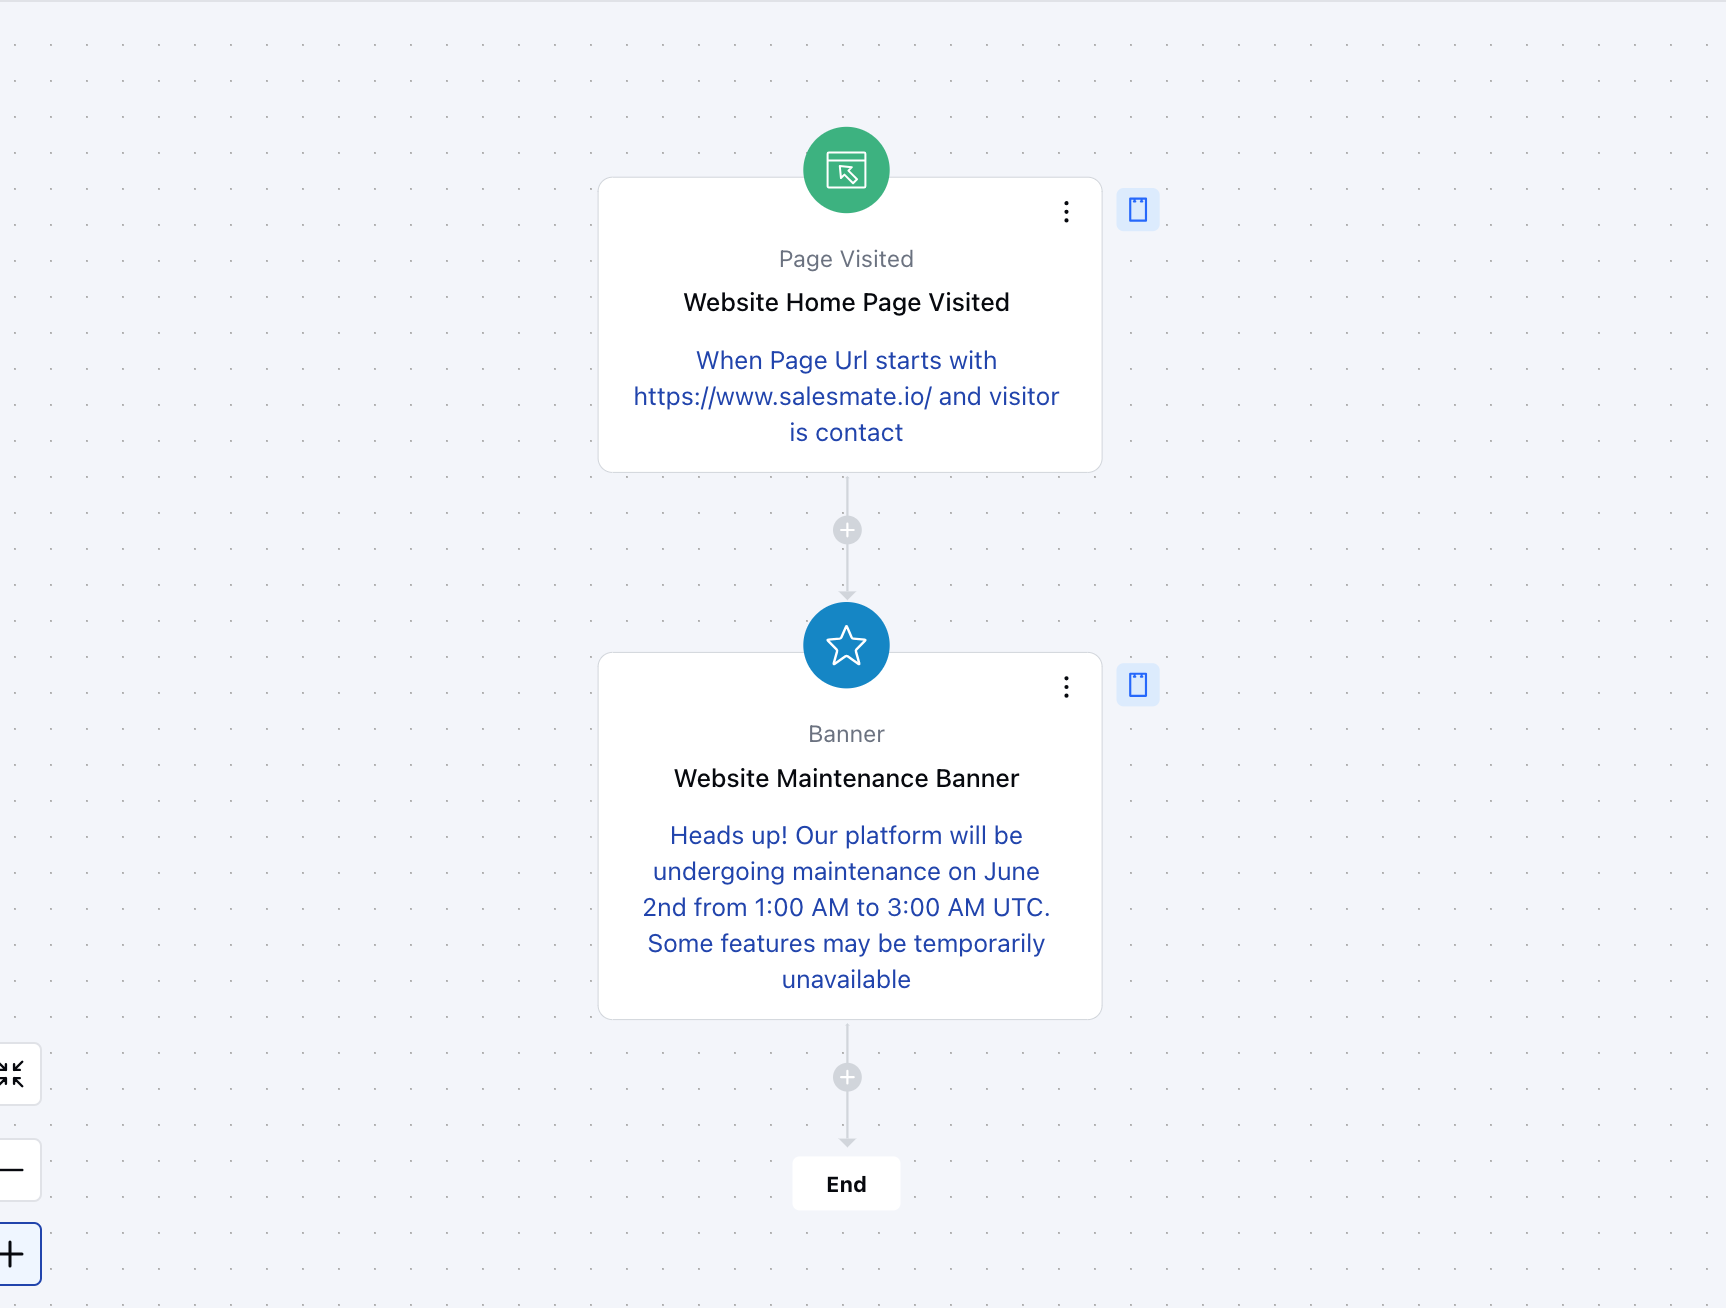 Page Visited
Website Home Page Visited
When Page Url starts with
https://www.salesmate.io/ and visitor
is contact
Banner
Website Maintenance Banner
Heads up! Our platform will be
undergoing maintenance on June
2nd from 1:00 AM to 3:00 AM UTC.
Some features may be temporarily
unavailable
End